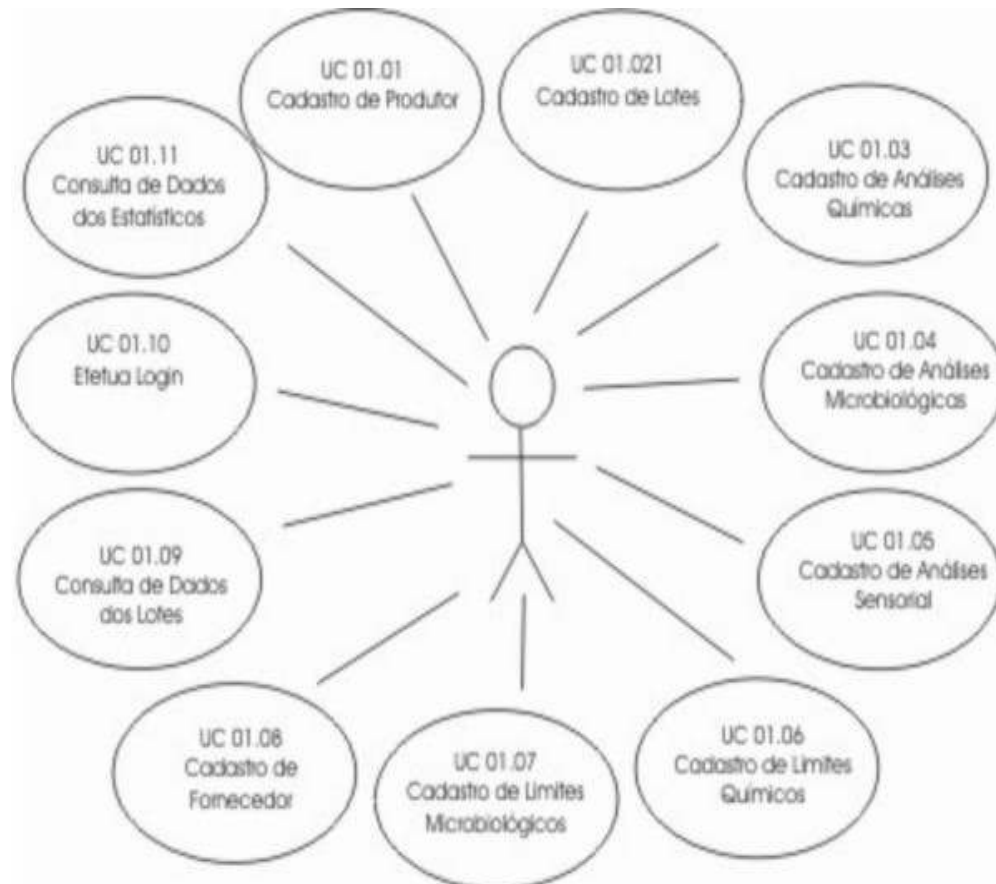 UC 01.01
Cadastro de Produtor
UC 01.021
Cadastro de Lotes
UC 01.03
Cadastro de Análises
Químicas
UC 01.04
Cadastro de Análises
Microbiológicas
UC 01.05
Cadastro de Análises
Sensorial
UC 01.06
Cadastro de Limites
Químicos
UC 01.07
Cadastro de Limites
Microbiológicos
UC 01.08
Cadastro de
Fornecedor
UC 01.09
Consulta de Dados
dos Lotes
UC 01.10
Efetua Login
UC 01.11
Consulta de Dados
dos Estatísticos